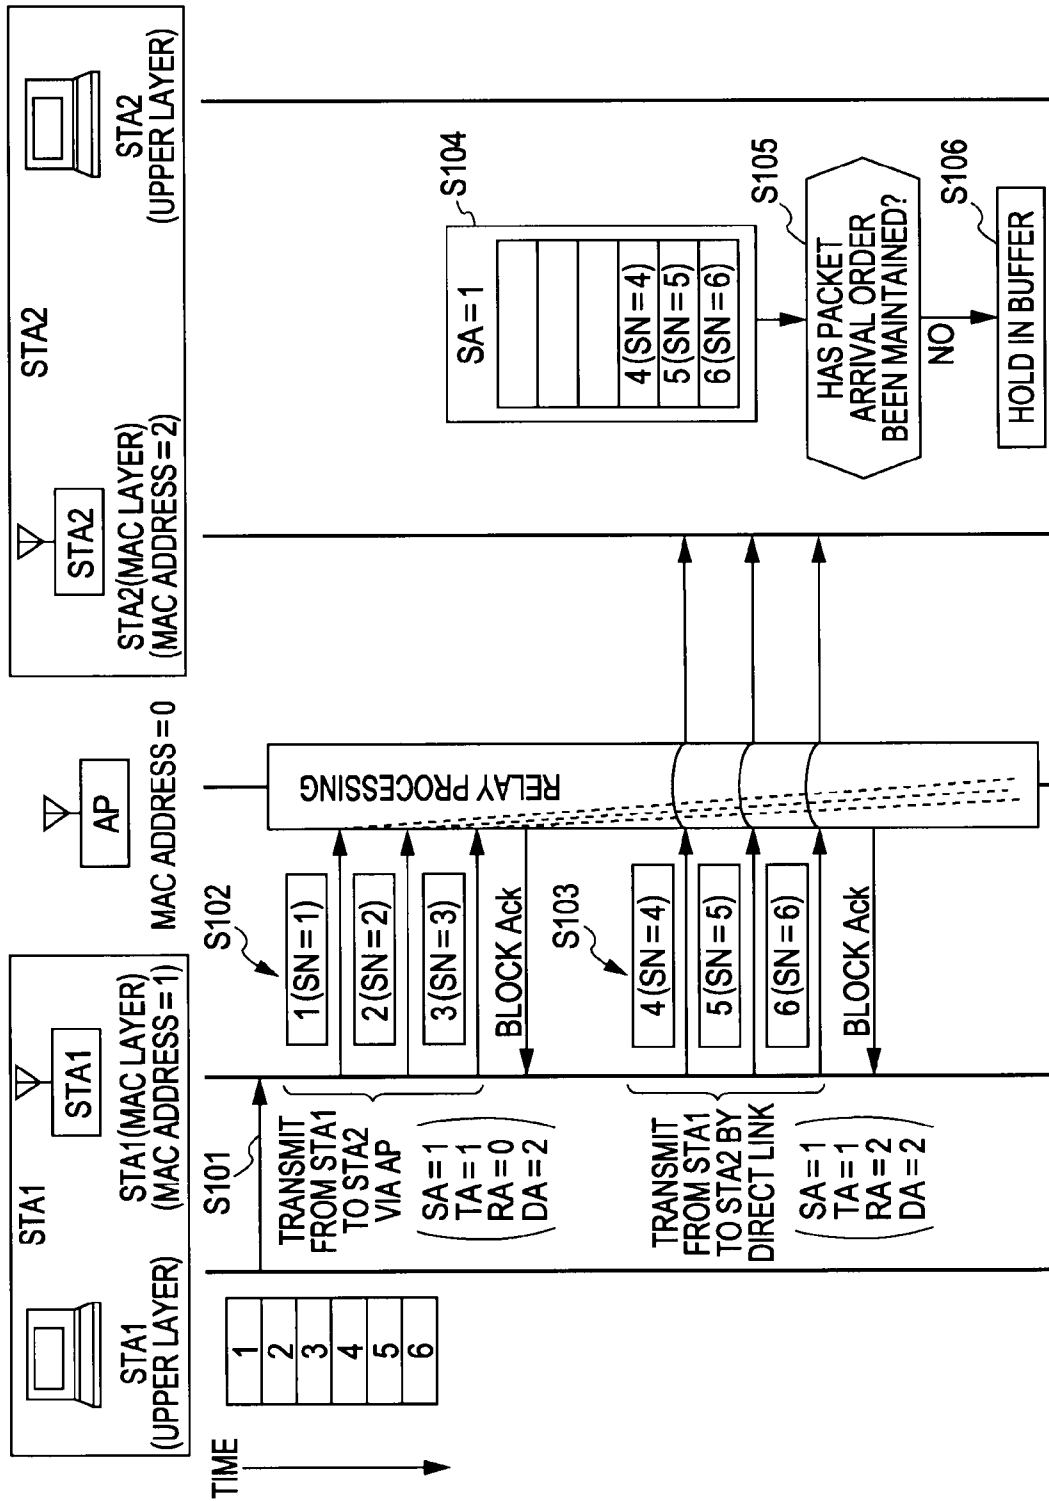 STA1
STA1
(UPPER LAYER)
STA1
STA1(MAC LAYER)
(MAC ADDRESS=1)
AP
MAC ADDRESS=0
STA2
STA2
STA2(MAC LAYER)
(MAC ADDRESS=2)
STA2
(UPPER LAYER)
TIME
1
2
3
4
5
6
S101
TRANSMIT
FROM STA1
TO STA2
VIA AP
SA=1
TA=1
RA=0
DA=2
S102
1(SN=1)
2(SN=2)
3(SN=3)
BLOCK Ack
RELAY PROCESSING
TRANSMIT
FROM STA1
TO STA2 BY
DIRECT LINK
SA=1
TA=1
RA=2
DA=2
S103
4(SN=4)
5(SN=5)
6(SN=6)
BLOCK Ack
S104
SA=1
4(SN=4)
5(SN=5)
6(SN=6)
S105
HAS PACKET
ARRIVAL ORDER
BEEN MAINTAINED?
NO
S106
HOLD IN BUFFER